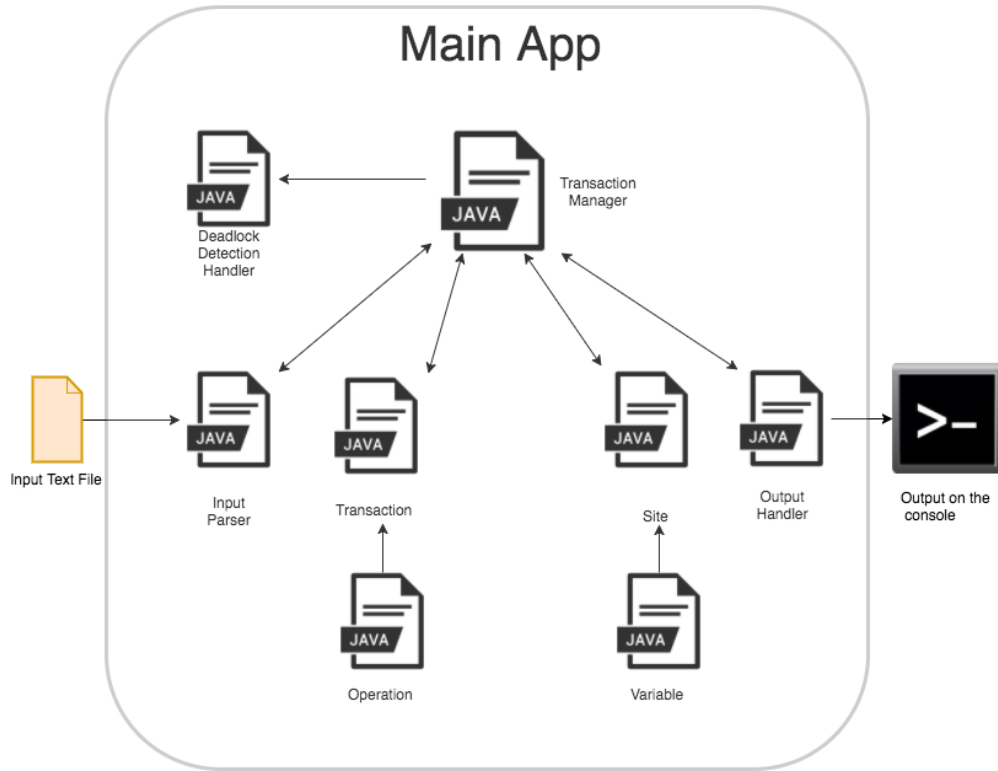 Main App
JAVA
Deadlock
Detection
Handler
JAVA
Transaction
Manager
Input Text File
JAVA
Input
Parser
JAVA
Transaction
JAVA
Site
JAVA
Output
Handler
>_
Output on the
console
JAVA
Operation
JAVA
Variable